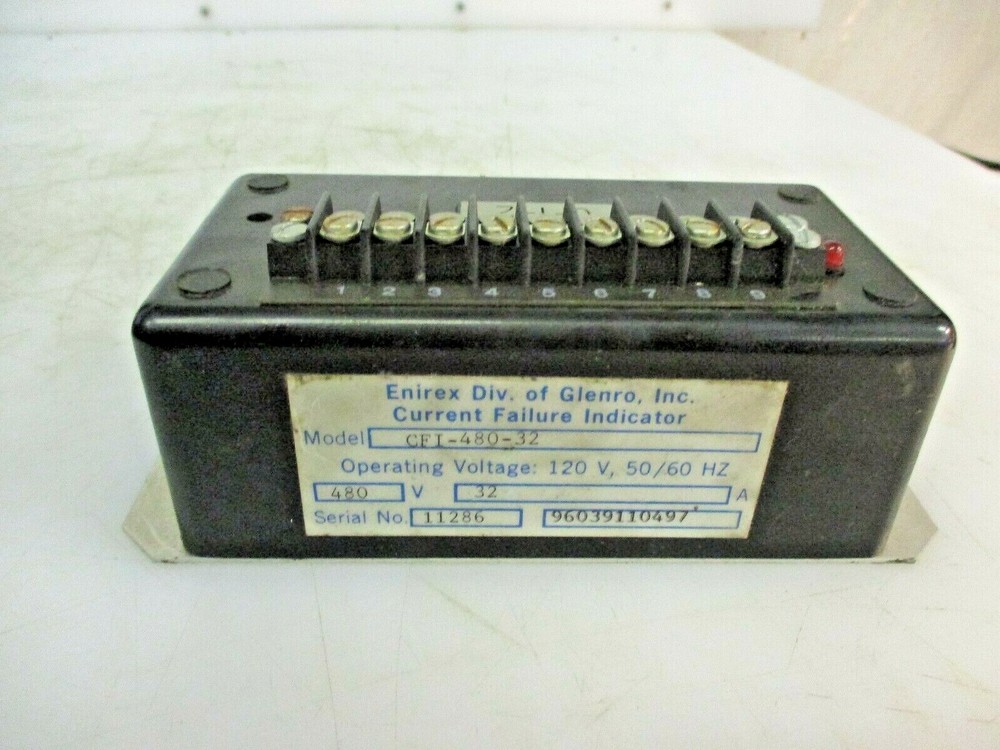 1 2 3 4 5 6 7 8 9
Enirex Div. of Glenro, Inc.
Current Failure Indicator
Model CFI-480-32
Operating Voltage: 120 V, 50/60 HZ
480 V 32 A
Serial No. 11286 96039110497